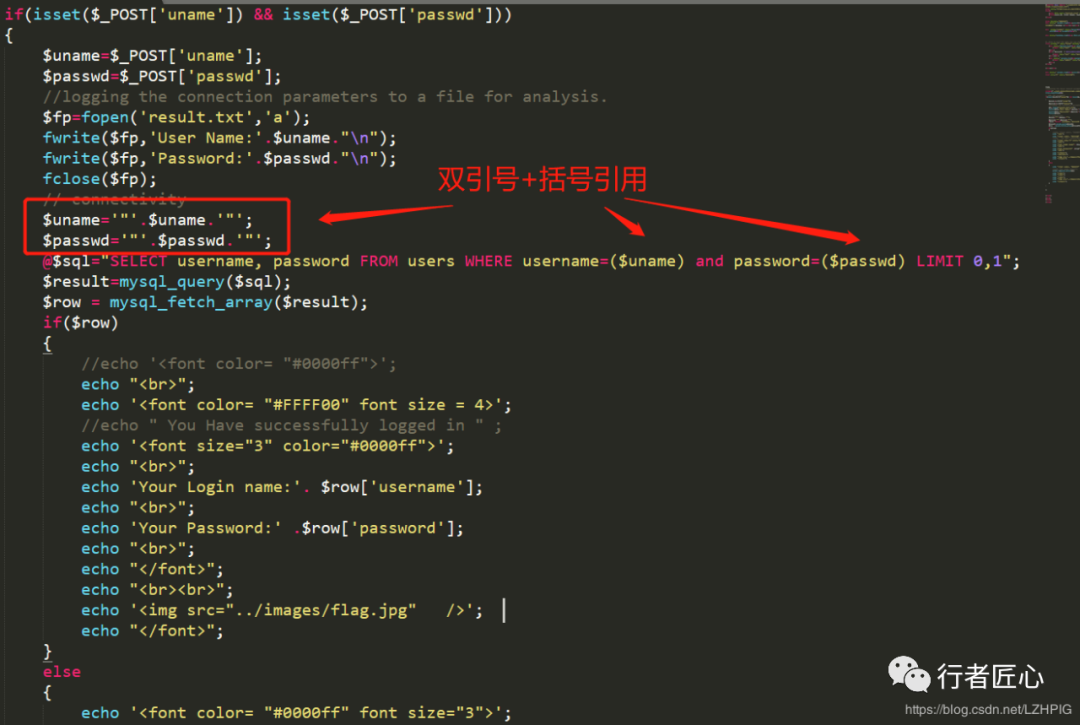 if(isset($_POST['uname']) && isset($_POST['passwd']))
{
$uname=$_POST['uname'];
$passwd=$_POST['passwd'];
//logging the connection parameters to a file for analysis.
$fp=fopen('result.txt','a');
fwrite($fp,'User Name:'.$uname."\n");
fwrite($fp,'Password:'.$passwd."\n");
fclose($fp);
双引号+括号引用
// connectivity
$uname='"'.$uname.'"';
$passwd='"'.$passwd.'"';
@$sql="SELECT username, password FROM users WHERE username=($uname) and password=($passwd) LIMIT 0,1";
$result=mysql_query($sql);
$row = mysql_fetch_array($result);
if($row)
{
//echo '<font color= "#0000ff">';
echo "<br>";
echo '<font color= "#FFFF00" font size = 4>';
//echo " You Have successfully logged in " ;
echo '<font size="3" color="#0000ff">';
echo "<br>";
echo 'Your Login name:'. $row['username'];
echo "<br>";
echo 'Your Password:' .$row['password'];
echo "<br>";
echo "</font>";
echo "<br><br>";
echo '<img src="../images/flag.jpg"   />';
echo "</font>";
}
else
{
echo '<font color= "#0000ff" font size="3">';
行者匠心
https://blog.csdn.net/LZHPIG